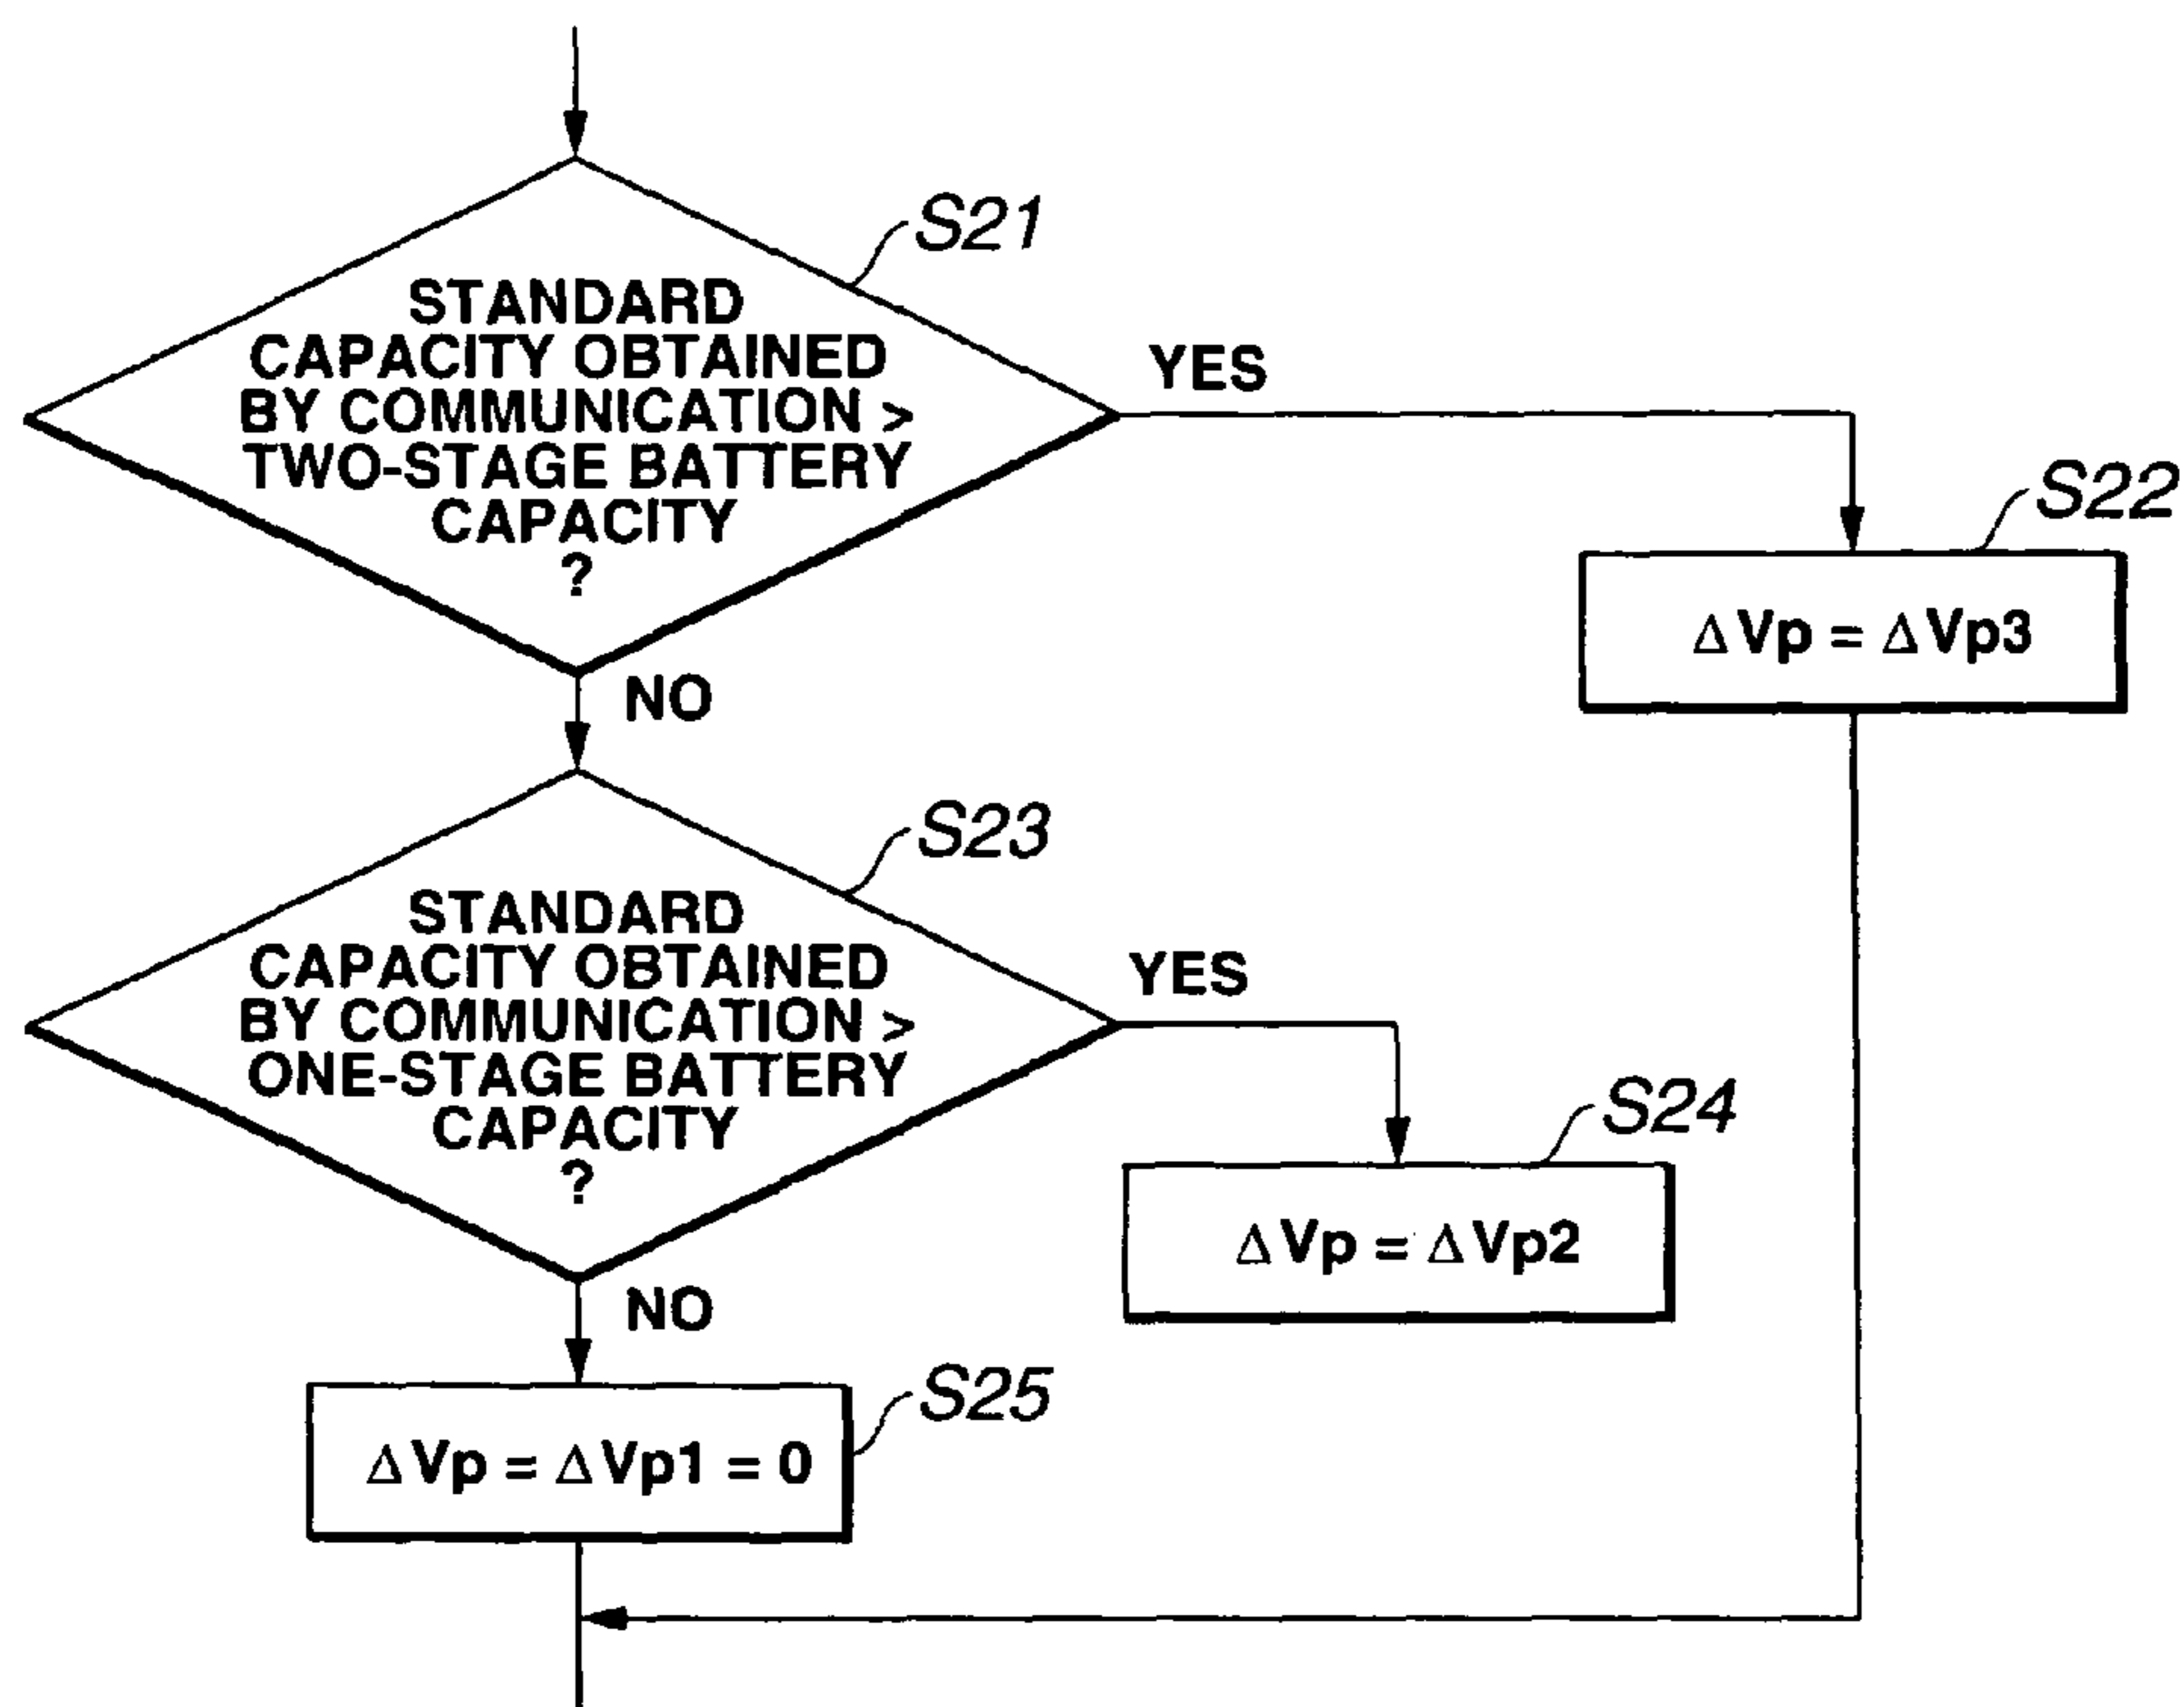 S21
STANDARD
CAPACITY OBTAINED
BY COMMUNICATION >
TWO-STAGE BATTERY
CAPACITY
?
YES
S22
ΔVp = ΔVp3
NO
S23
STANDARD
CAPACITY OBTAINED
BY COMMUNICATION >
ONE-STAGE BATTERY
CAPACITY
?
YES
S24
ΔVp = ΔVp2
NO
S25
ΔVp = ΔVp1 = 0